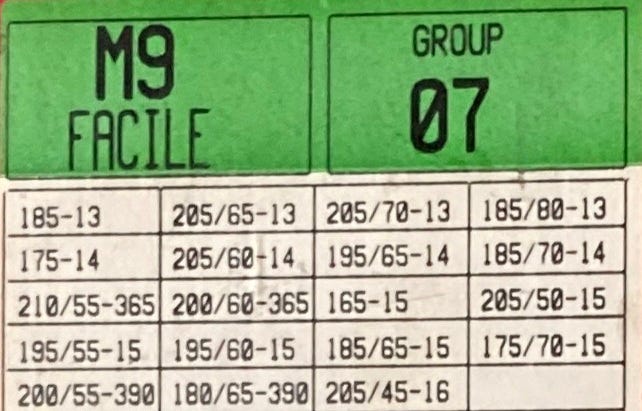 M9
FACILE
GROUP
07
185-13 205/65-13 205/70-13 185/80-13
175-14 205/60-14 195/65-14 185/70-14
210/55-365 200/60-365 165-15 205/50-15
195/55-15 195/60-15 185/65-15 175/70-15
200/55-390 180/65-390 205/45-16